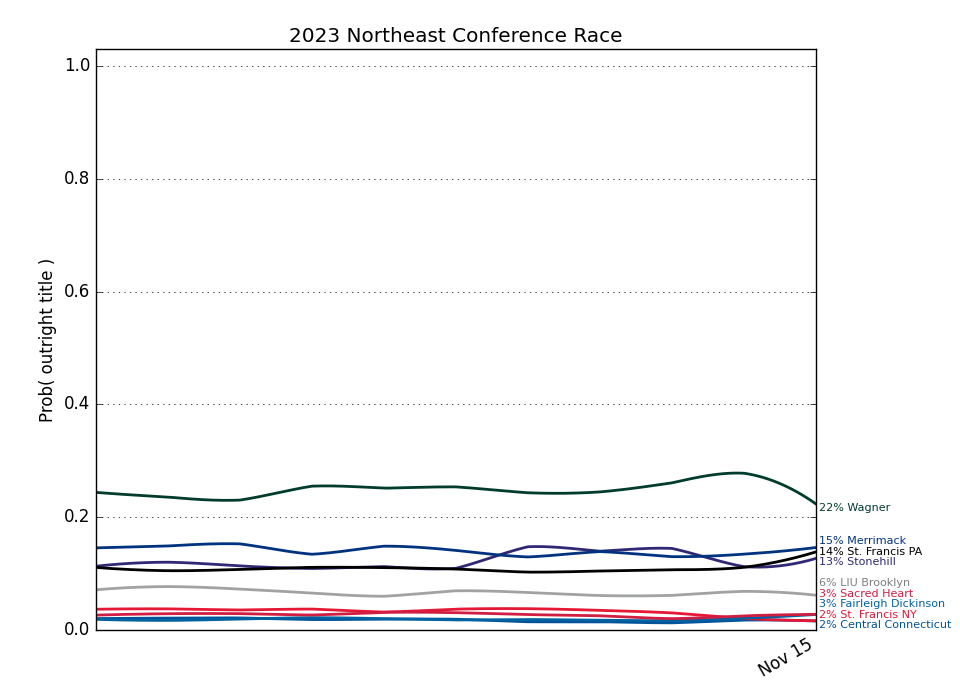 2023 Northeast Conference Race
Prob( outright title )
1.0
0.8
0.6
0.4
0.2
0.0
22% Wagner
15% Merrimack
14% St. Francis PA
13% Stonehill
6% LIU Brooklyn
3% Sacred Heart
3% Fairleigh Dickinson
2% St. Francis NY
2% Central Connecticut
Nov 15